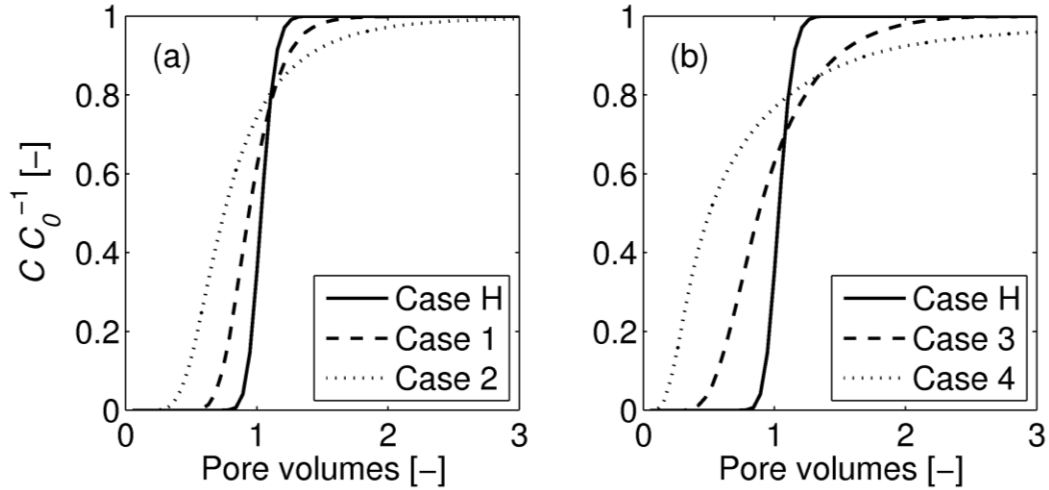 (a)
C C₀⁻¹ [−]
1
0.8
0.6
0.4
0.2
0
Case H
Case 1
Case 2
0 1 2 3
Pore volumes [−]
(b)
1
0.8
0.6
0.4
0.2
0
Case H
Case 3
Case 4
0 1 2 3
Pore volumes [−]